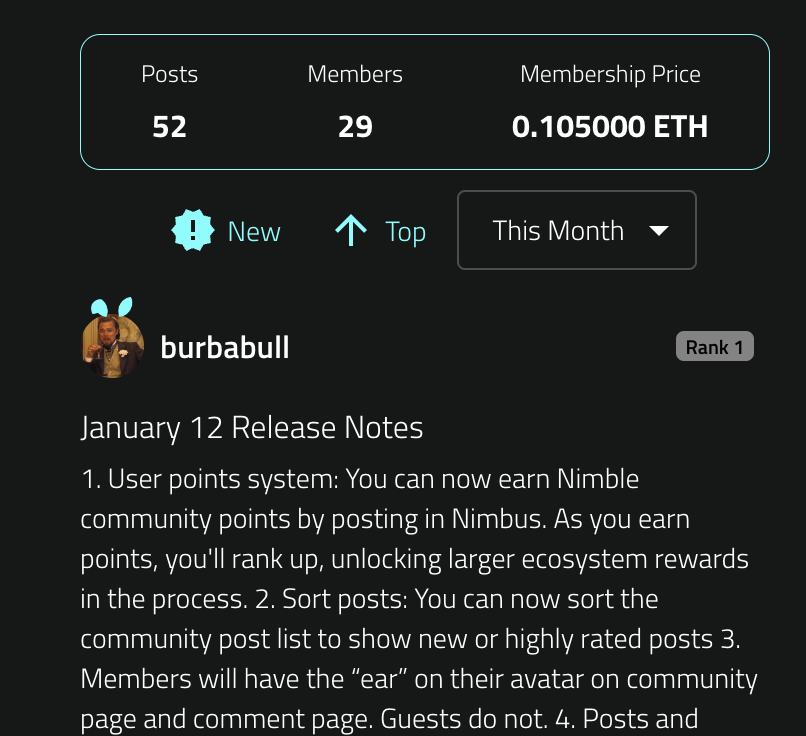 Posts Members Membership Price
52 29 0.105000 ETH
New Top This Month
burbabull Rank 1
January 12 Release Notes
1. User points system: You can now earn Nimble
community points by posting in Nimbus. As you earn
points, you'll rank up, unlocking larger ecosystem rewards
in the process. 2. Sort posts: You can now sort the
community post list to show new or highly rated posts 3.
Members will have the “ear” on their avatar on community
page and comment page. Guests do not. 4. Posts and